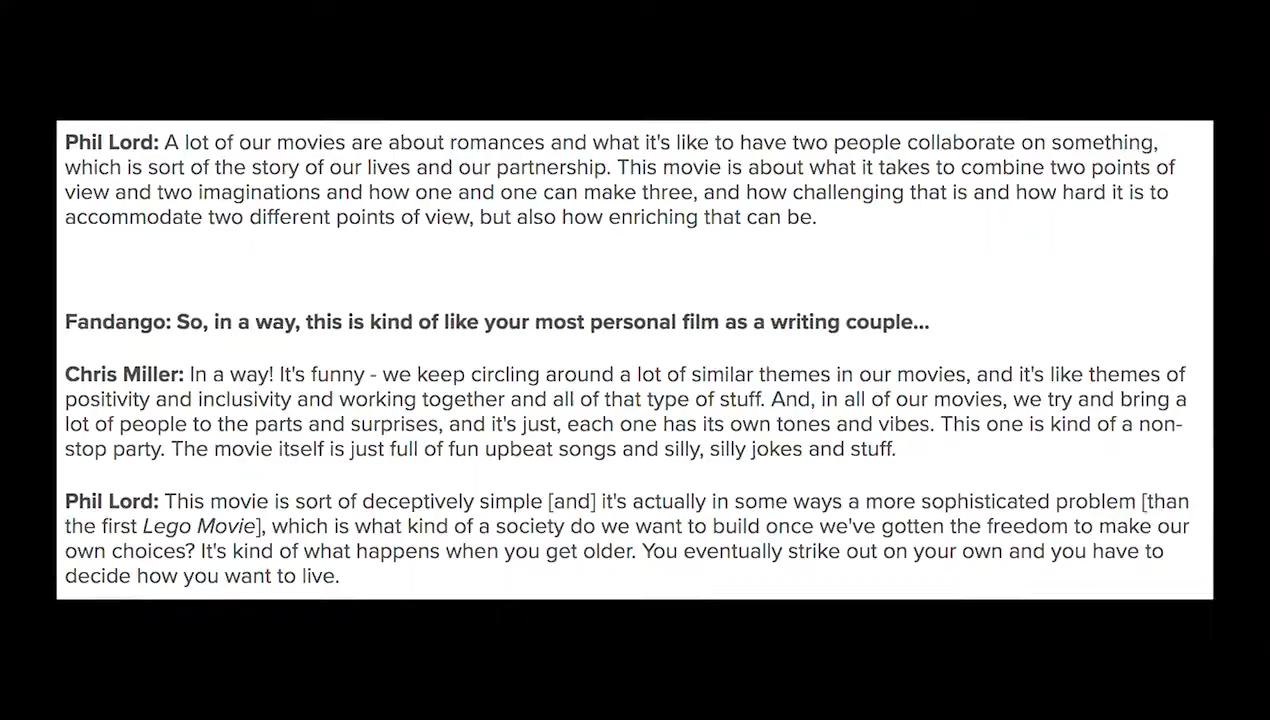 Phil Lord: A lot of our movies are about romances and what it's like to have two people collaborate on something,
which is sort of the story of our lives and our partnership. This movie is about what it takes to combine two points of
view and two imaginations and how one and one can make three, and how challenging that is and how hard it is to
accommodate two different points of view, but also how enriching that can be.
Fandango: So, in a way, this is kind of like your most personal film as a writing couple...
Chris Miller: In a way! It's funny - we keep circling around a lot of similar themes in our movies, and it's like themes of
positivity and inclusivity and working together and all of that type of stuff. And, in all of our movies, we try and bring a
lot of people to the parts and surprises, and it's just, each one has its own tones and vibes. This one is kind of a non-
stop party. The movie itself is just full of fun upbeat songs and silly, silly jokes and stuff.
Phil Lord: This movie is sort of deceptively simple [and] it's actually in some ways a more sophisticated problem [than
the first Lego Movie], which is what kind of a society do we want to build once we've gotten the freedom to make our
own choices? It's kind of what happens when you get older. You eventually strike out on your own and you have to
decide how you want to live.